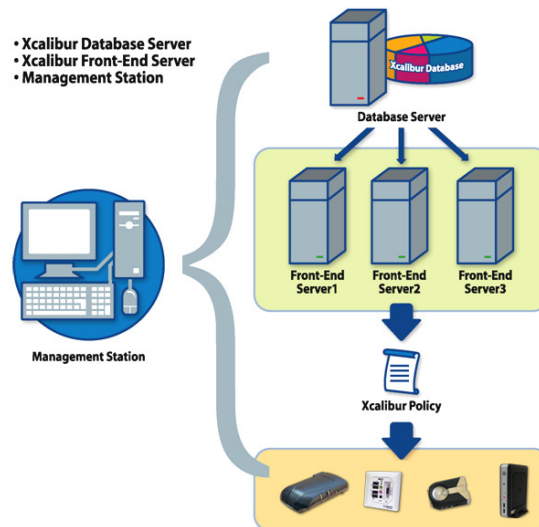 • Xcalibur Database Server
• Xcalibur Front-End Server
• Management Station
Xcalibur Database
Database Server
Front-End
Server1
Front-End
Server2
Front-End
Server3
Management Station
Xcalibur Policy